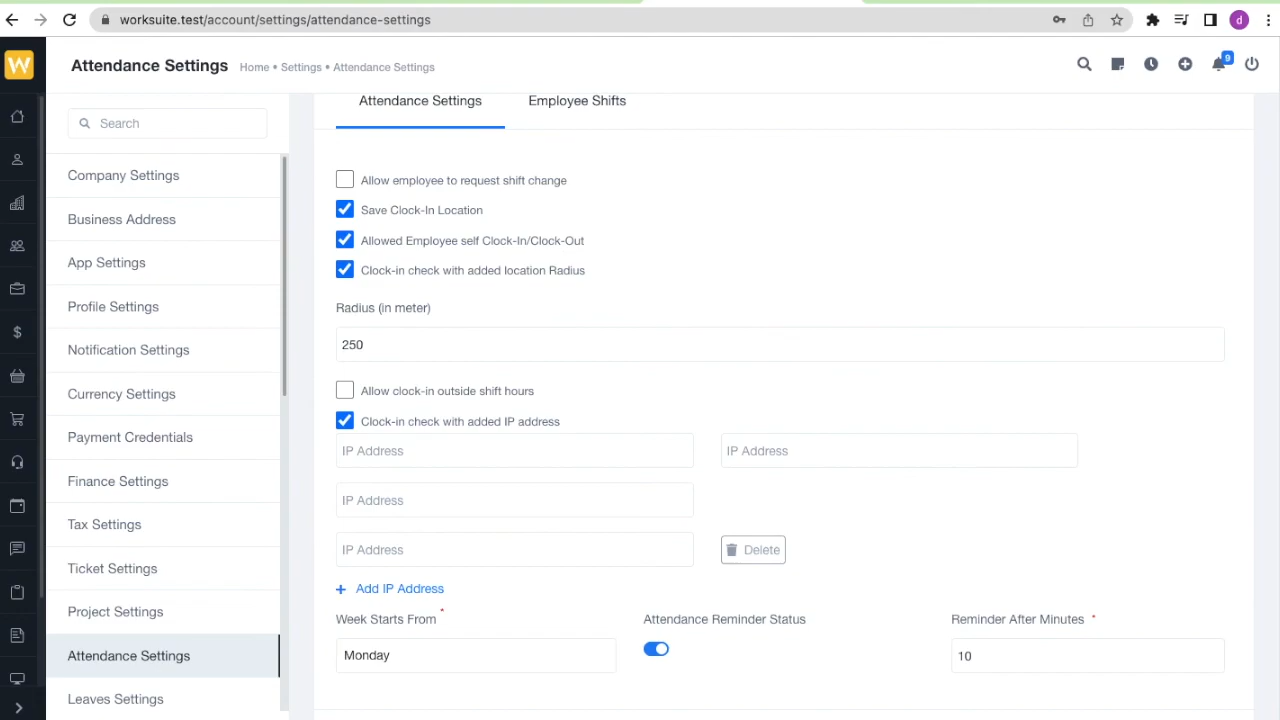 worksuite.test/account/settings/attendance-settings
d
W
Attendance Settings Home • Settings • Attendance Settings
9
Search
Company Settings
Business Address
App Settings
Profile Settings
Notification Settings
Currency Settings
Payment Credentials
Finance Settings
Tax Settings
Ticket Settings
Project Settings
Attendance Settings
Leaves Settings
Attendance Settings Employee Shifts
Allow employee to request shift change
Save Clock-In Location
Allowed Employee self Clock-In/Clock-Out
Clock-in check with added location Radius
Radius (in meter)
250
Allow clock-in outside shift hours
Clock-in check with added IP address
IP Address IP Address
IP Address
IP Address Delete
+ Add IP Address
Week Starts From * Attendance Reminder Status Reminder After Minutes *
Monday 10